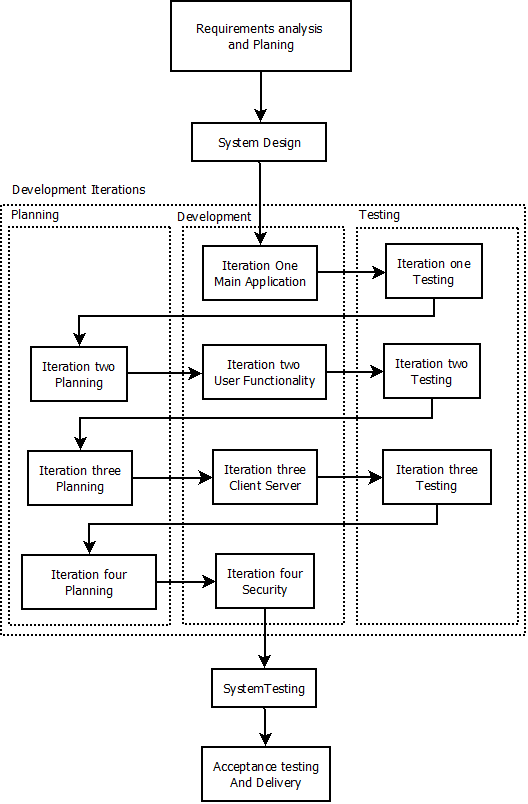 Requirements analysis
and Planing
System Design
Development Iterations
Planning
Development
Testing
Iteration One
Main Application
Iteration one
Testing
Iteration two
Planning
Iteration two
User Functionality
Iteration two
Testing
Iteration three
Planning
Iteration three
Client Server
Iteration three
Testing
Iteration four
Planning
Iteration four
Security
SystemTesting
Acceptance testing
And Delivery